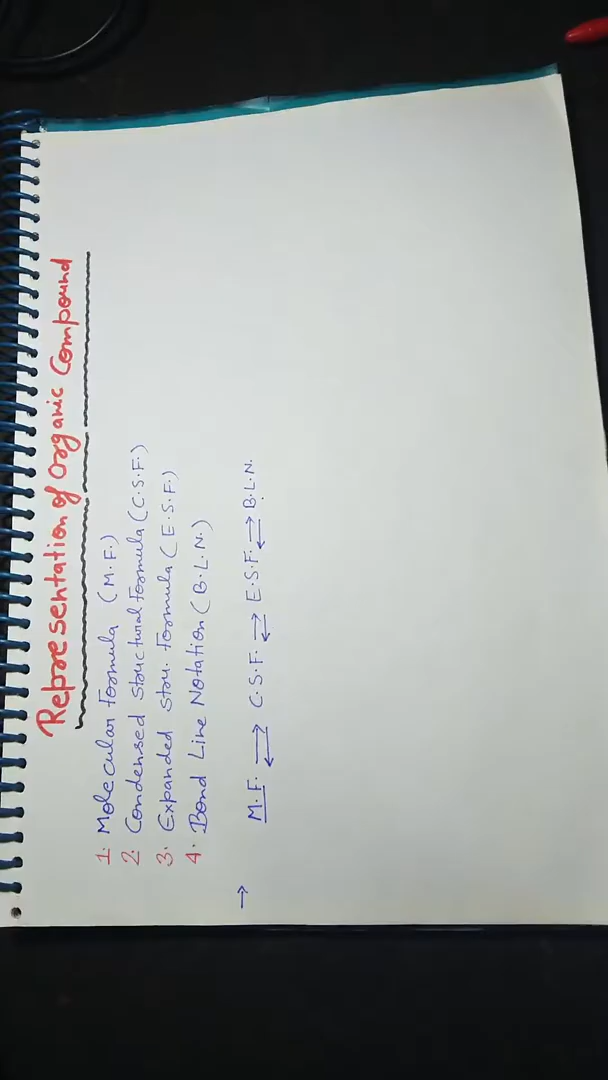 Representation of Organic Compound
1. Molecular Formula (M.F.)
2. Condensed Structural Formula (C.S.F.)
3. Expanded Stru. Formula (E.S.F.)
4. Bond Line Notation (B.L.N.)
→ M.F. ⇌ C.S.F. ⇌ E.S.F. ⇌ B.L.N.